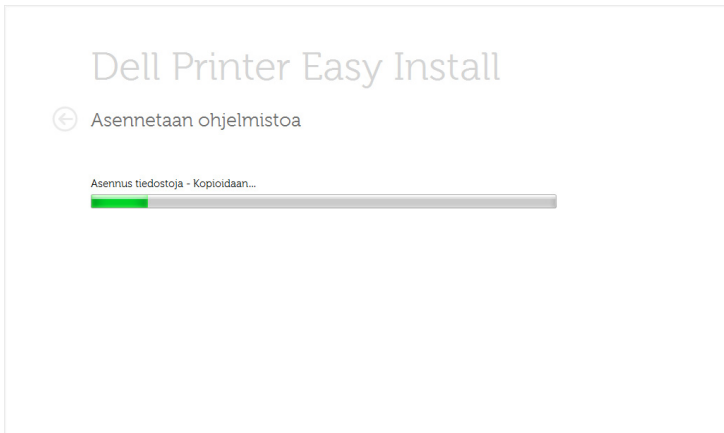 Dell Printer Easy Install
Asennetaan ohjelmistoa
Asennus tiedostoja - Kopioidaan...